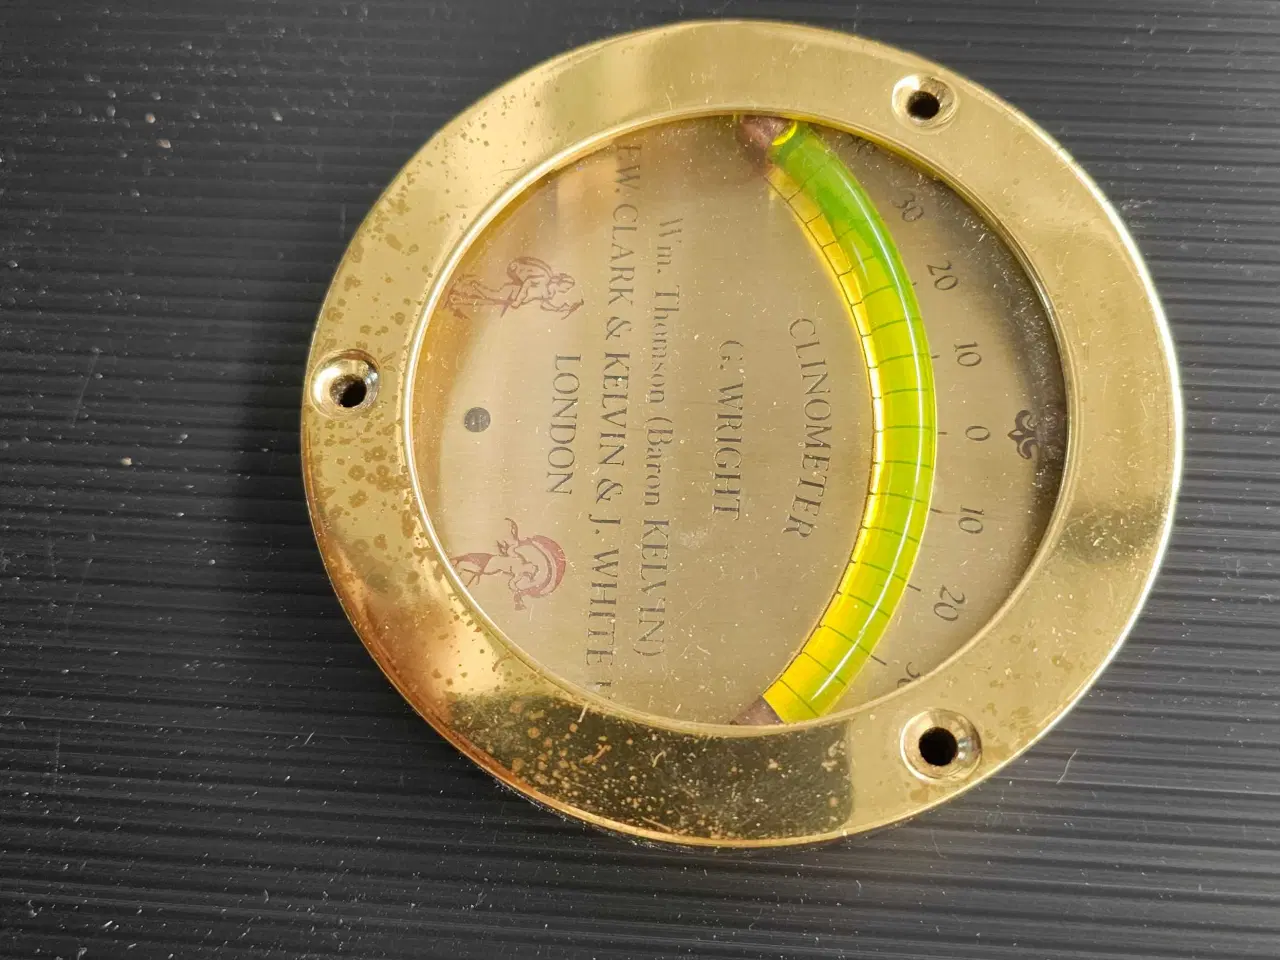 30 20 10 0 10 20
CLINOMETER
G. WRIGHT
Wm. Thomson (Baron KELVIN)
F.W. CLARK & KELVIN & J. WHITE
LONDON